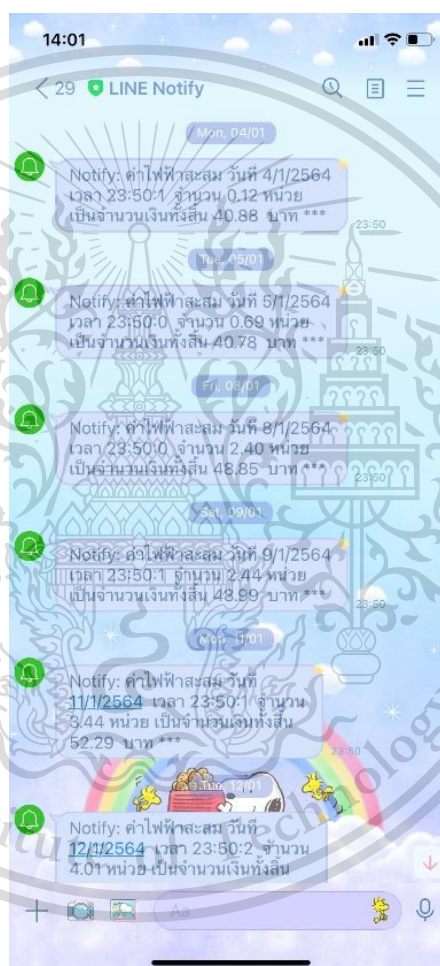 14:01
29 LINE Notify
Mon, 04/01
Notify: ค่าไฟฟ้าสะสม วันที่ 4/1/2564
เวลา 23:50:1 จำนวน 0.12 หน่วย
เป็นจำนวนเงินทั้งสิ้น 40.88 บาท ***
23:50
Tue, 05/01
Notify: ค่าไฟฟ้าสะสม วันที่ 5/1/2564
เวลา 23:50:0 จำนวน 0.69 หน่วย
เป็นจำนวนเงินทั้งสิ้น 40.78 บาท ***
23:50
Fri, 08/01
Notify: ค่าไฟฟ้าสะสม วันที่ 8/1/2564
เวลา 23:50:0 จำนวน 2.40 หน่วย
เป็นจำนวนเงินทั้งสิ้น 48.85 บาท ***
23:50
Sat, 09/01
Notify: ค่าไฟฟ้าสะสม วันที่ 9/1/2564
เวลา 23:50:1 จำนวน 2.44 หน่วย
เป็นจำนวนเงินทั้งสิ้น 48.99 บาท ***
23:50
Mon, 11/01
Notify: ค่าไฟฟ้าสะสม วันที่
11/1/2564 เวลา 23:50:1 จำนวน
3.44 หน่วย เป็นจำนวนเงินทั้งสิ้น
52.29 บาท ***
23:50
Tue, 12/01
Notify: ค่าไฟฟ้าสะสม วันที่
12/1/2564 เวลา 23:50:2 จำนวน
4.01 หน่วย เป็นจำนวนเงินทั้งสิ้น
Aa